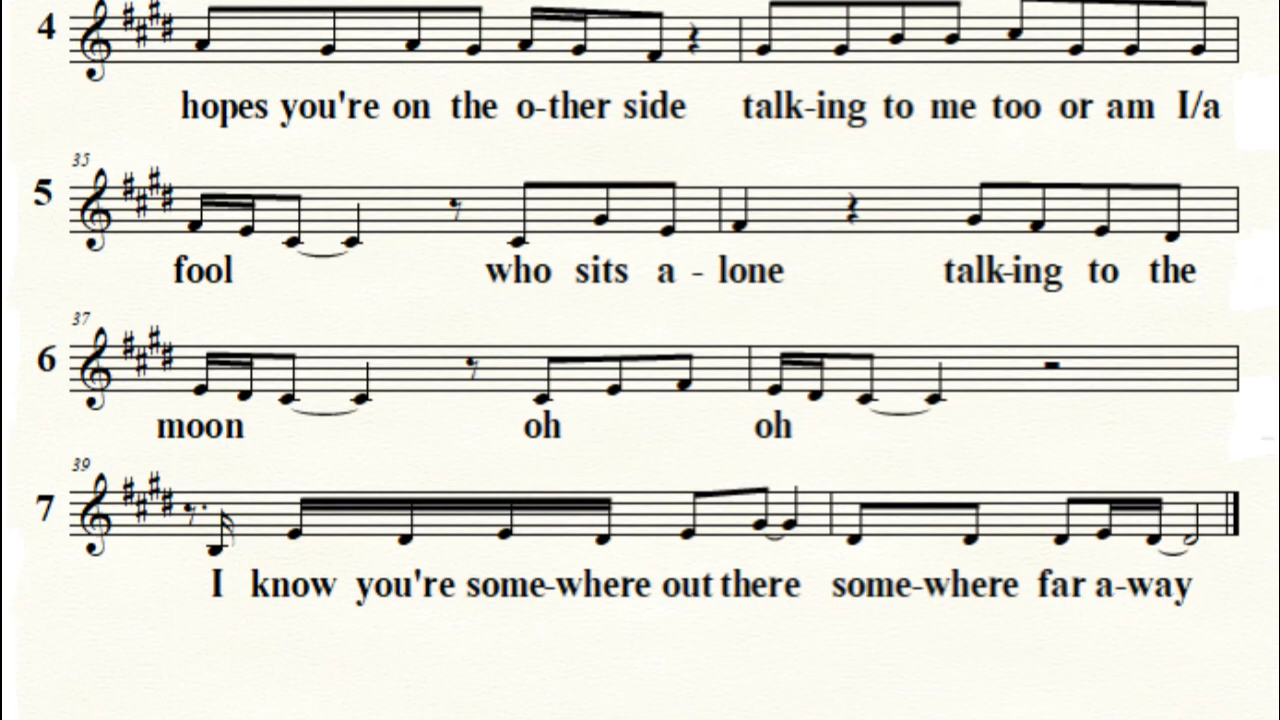 4
hopes you're on the o-ther side talk-ing to me too or am I/a
35
5
fool who sits a - lone talk-ing to the
37
6
moon oh oh
39
7
I know you're some-where out there some-where far a-way